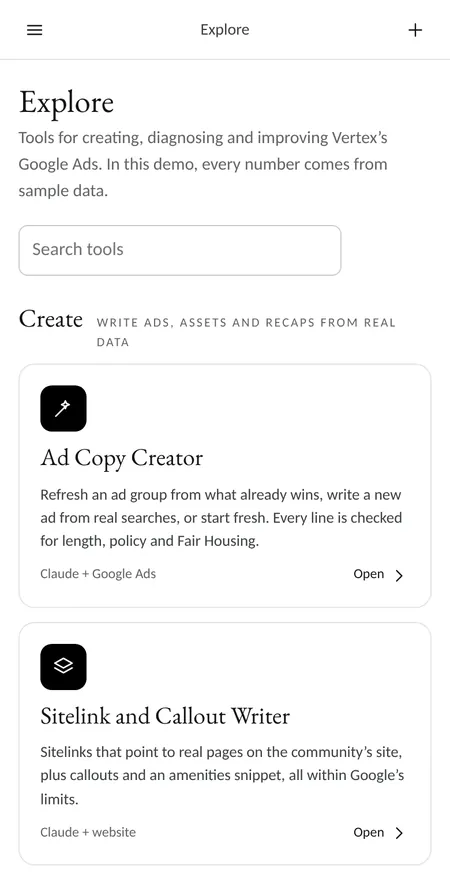 Explore
Explore
Tools for creating, diagnosing and improving Vertex’s
Google Ads. In this demo, every number comes from
sample data.
Search tools
Create WRITE ADS, ASSETS AND RECAPS FROM REAL
DATA
Ad Copy Creator
Refresh an ad group from what already wins, write a new
ad from real searches, or start fresh. Every line is checked
for length, policy and Fair Housing.
Claude + Google Ads Open
Sitelink and Callout Writer
Sitelinks that point to real pages on the community’s site,
plus callouts and an amenities snippet, all within Google’s
limits.
Claude + website Open